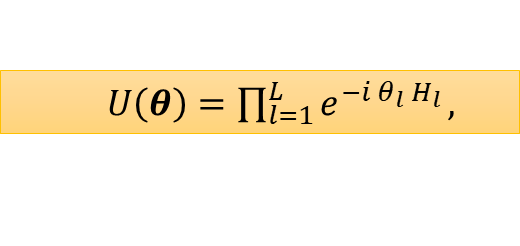 U(𝜽) = ∏_{l=1}^{L} e^{−i θ_l H_l} ,